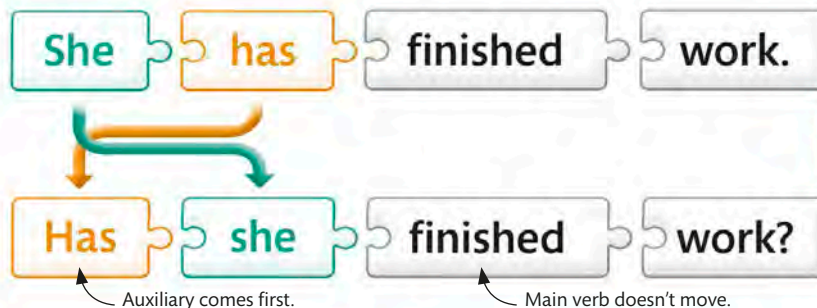 She has finished work.
Has she finished work?
Auxiliary comes first.
Main verb doesn't move.